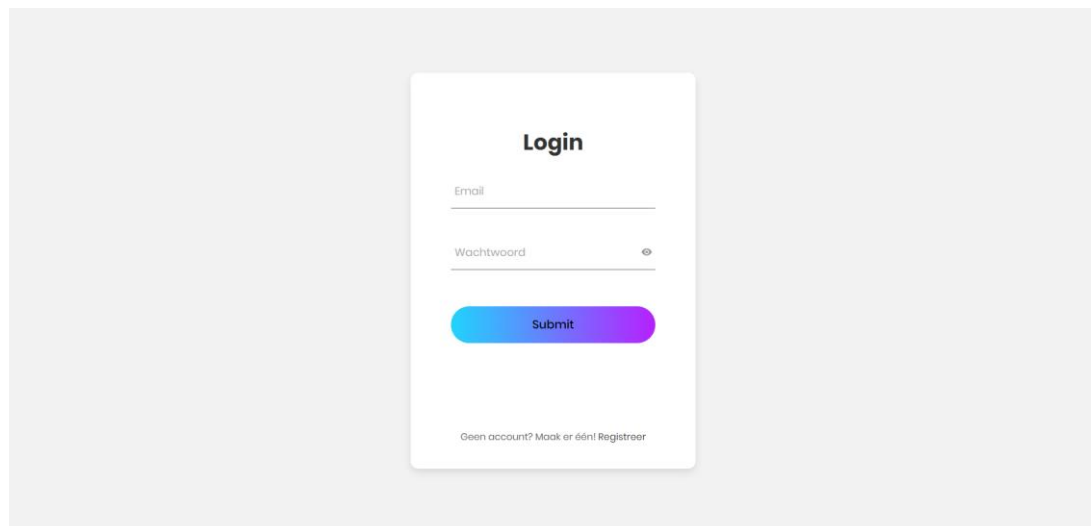 Login
Email
Wachtwoord
Submit
Geen account? Maak er één! Registreer